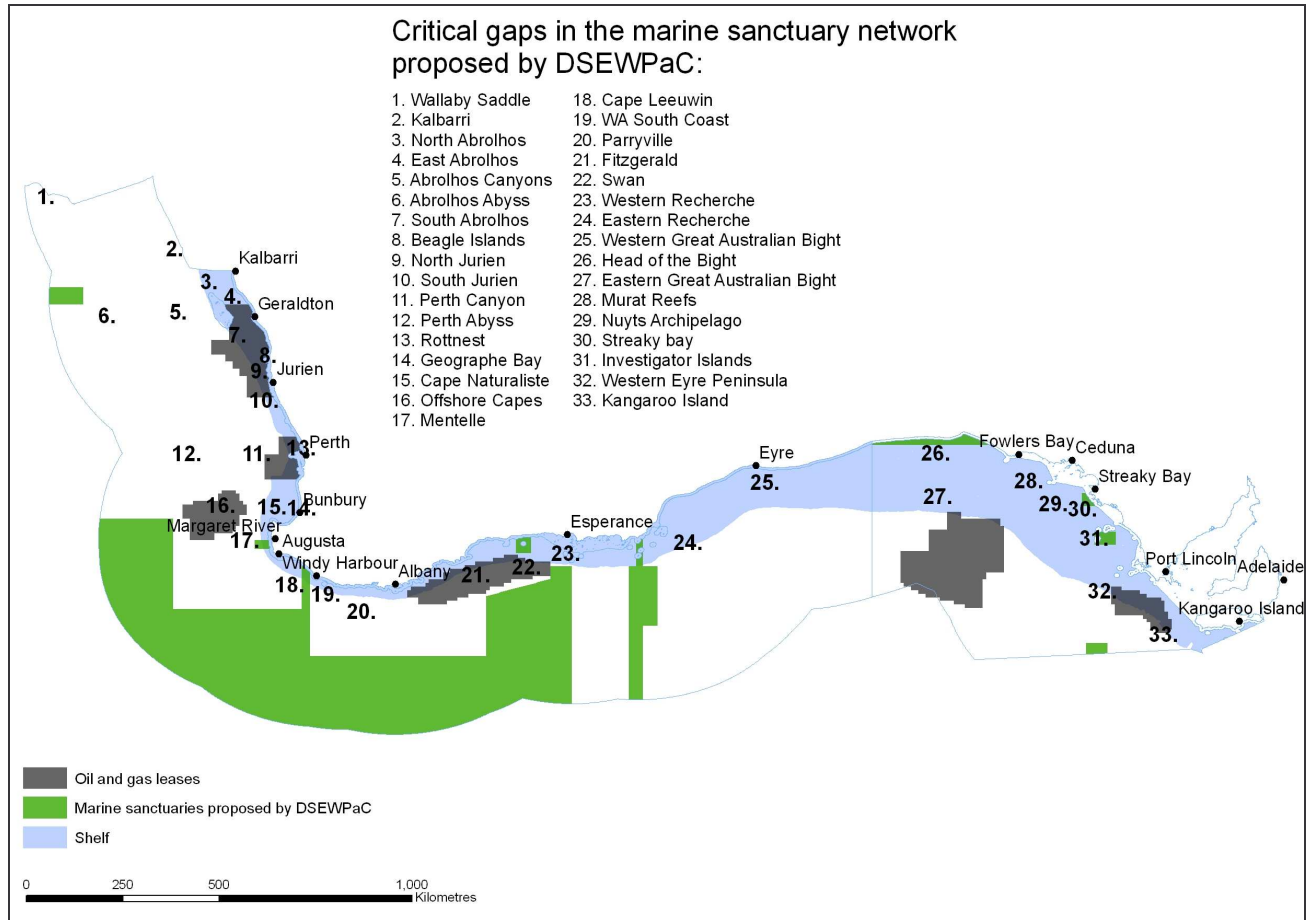 Critical gaps in the marine sanctuary network
proposed by DSEWPaC:
1. Wallaby Saddle
2. Kalbarri
3. North Abrolhos
4. East Abrolhos
5. Abrolhos Canyons
6. Abrolhos Abyss
7. South Abrolhos
8. Beagle Islands
9. North Jurien
10. South Jurien
11. Perth Canyon
12. Perth Abyss
13. Rottnest
14. Geographe Bay
15. Cape Naturaliste
16. Offshore Capes
17. Mentelle
18. Cape Leeuwin
19. WA South Coast
20. Parryville
21. Fitzgerald
22. Swan
23. Western Recherche
24. Eastern Recherche
25. Western Great Australian Bight
26. Head of the Bight
27. Eastern Great Australian Bight
28. Murat Reefs
29. Nuyts Archipelago
30. Streaky bay
31. Investigator Islands
32. Western Eyre Peninsula
33. Kangaroo Island
1.
2.
Kalbarri
3.
4.
Geraldton
5.
6.
7.
8.
9.
Jurien
10.
Perth
13.
11.
12.
Bunbury
16.
15.
14.
Margaret River
17.
Augusta
Windy Harbour
18.
19.
20.
Albany
21.
22.
Esperance
23.
24.
Eyre
25.
26.
27.
Fowlers Bay
Ceduna
28.
Streaky Bay
29.
30.
31.
Port Lincoln
Adelaide
32.
Kangaroo Island
33.
Oil and gas leases
Marine sanctuaries proposed by DSEWPaC
Shelf
0 250 500 1,000
Kilometres